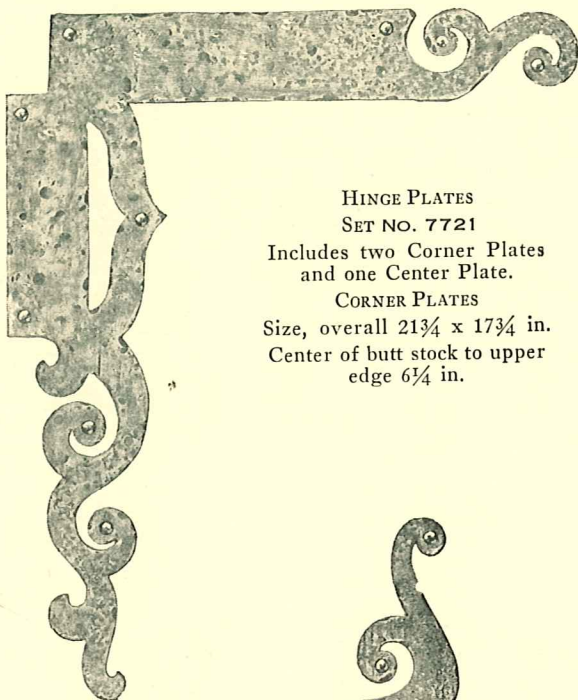 HINGE PLATES
SET NO. 7721
Includes two Corner Plates
and one Center Plate.
CORNER PLATES
Size, overall 21¾ x 17¾ in.
Center of butt stock to upper
edge 6¼ in.